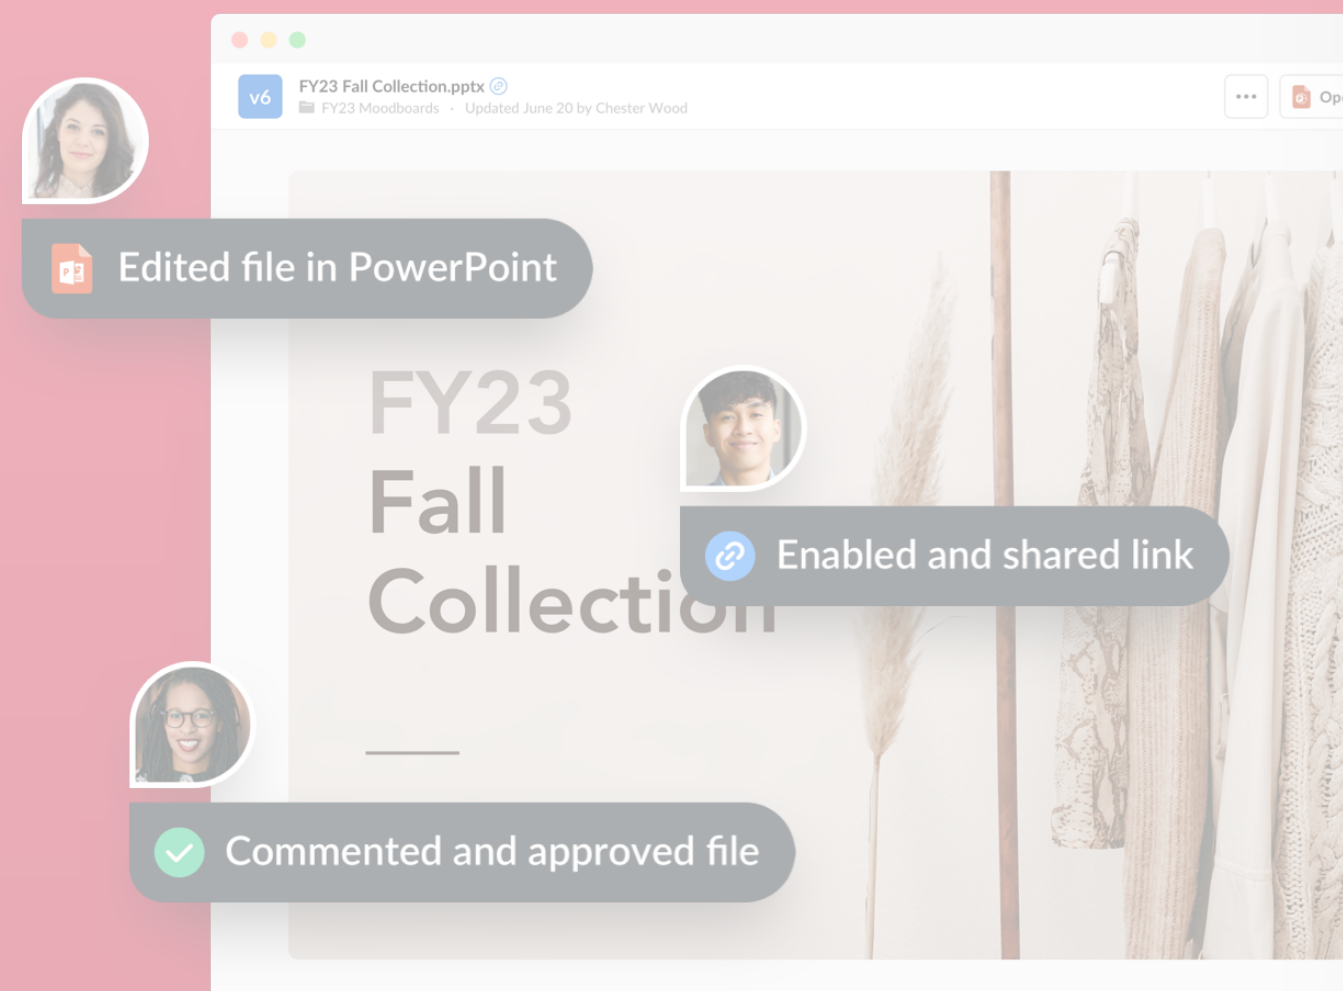 v6
FY23 Fall Collection.pptx
FY23 Moodboards · Updated June 20 by Chester Wood
Edited file in PowerPoint
FY23
Fall
Collection
Enabled and shared link
Commented and approved file